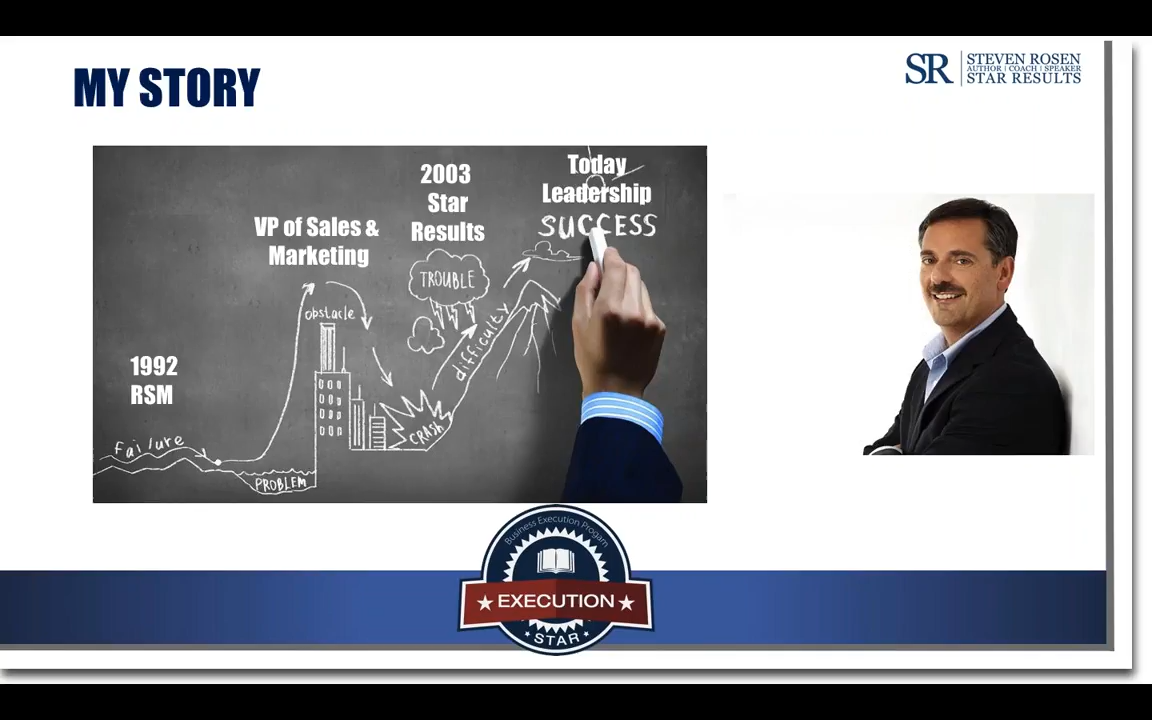 MY STORY
SR
STEVEN ROSEN
AUTHOR | COACH | SPEAKER
STAR RESULTS
Today
Leadership
SUCCESS
2003
Star
Results
VP of Sales &
Marketing
TROUBLE
obstacle
difficulty
1992
RSM
failure
CRASH
PROBLEM
Business Execution Progam
★ EXECUTION ★
• STAR •